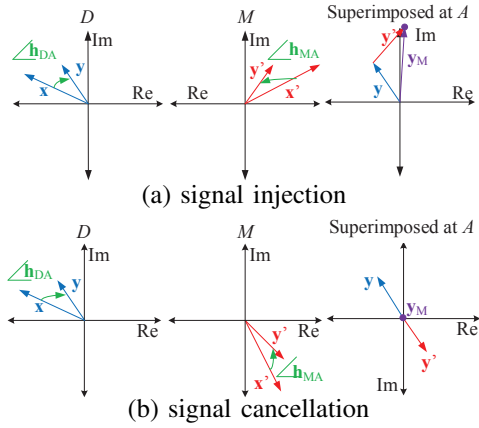 D
Im
∠h_DA
y
x
Re
M
Im
∠h_MA
y'
x'
Re
Superimposed at A
Im
y'
y_M
y
Re
(a) signal injection
D
Im
∠h_DA
y
x
Re
M
Im
Re
y'
x'
∠h_MA
Superimposed at A
y
y_M
Re
y'
Im
(b) signal cancellation